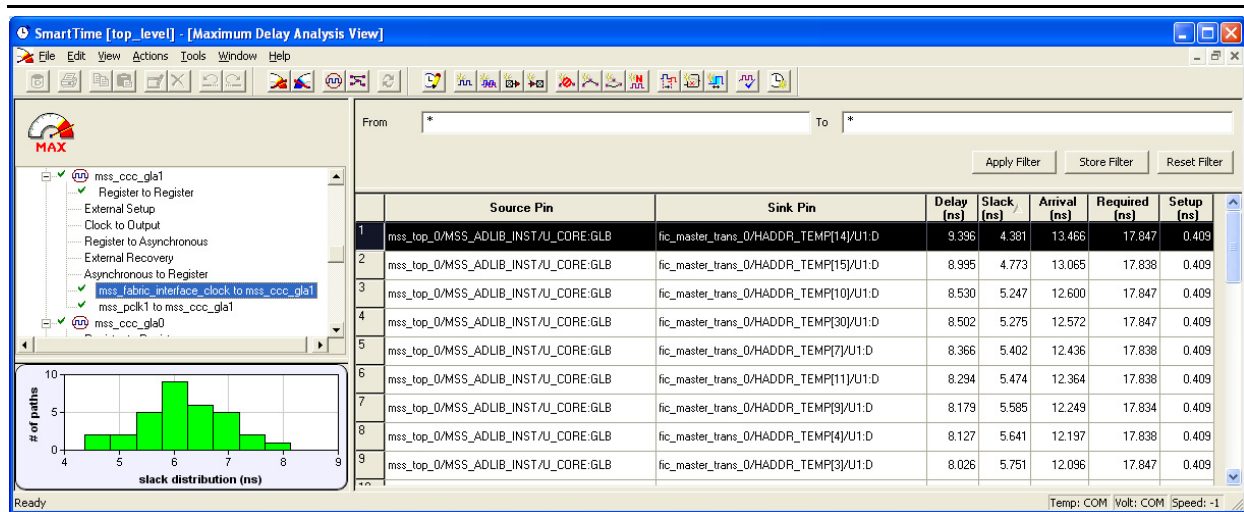 SmartTime [top_level] - [Maximum Delay Analysis View]
File Edit View Actions Tools Window Help
MAX
From * To *
Apply Filter Store Filter Reset Filter
mss_ccc_gla1
Register to Register
External Setup
Clock to Output
Register to Asynchronous
External Recovery
Asynchronous to Register
mss_fabric_interface_clock to mss_ccc_gla1
mss_pclk1 to mss_ccc_gla1
mss_ccc_gla0
Source Pin Sink Pin Delay (ns) Slack (ns) Arrival (ns) Required (ns) Setup (ns)
1 mss_top_0/MSS_ADLIB_INST/U_CORE:GLB fic_master_trans_0/HADDR_TEMP[14]/U1:D 9.396 4.381 13.466 17.847 0.409
2 mss_top_0/MSS_ADLIB_INST/U_CORE:GLB fic_master_trans_0/HADDR_TEMP[15]/U1:D 8.995 4.773 13.065 17.838 0.409
3 mss_top_0/MSS_ADLIB_INST/U_CORE:GLB fic_master_trans_0/HADDR_TEMP[10]/U1:D 8.530 5.247 12.600 17.847 0.409
4 mss_top_0/MSS_ADLIB_INST/U_CORE:GLB fic_master_trans_0/HADDR_TEMP[30]/U1:D 8.502 5.275 12.572 17.847 0.409
5 mss_top_0/MSS_ADLIB_INST/U_CORE:GLB fic_master_trans_0/HADDR_TEMP[7]/U1:D 8.366 5.402 12.436 17.838 0.409
6 mss_top_0/MSS_ADLIB_INST/U_CORE:GLB fic_master_trans_0/HADDR_TEMP[11]/U1:D 8.294 5.474 12.364 17.838 0.409
7 mss_top_0/MSS_ADLIB_INST/U_CORE:GLB fic_master_trans_0/HADDR_TEMP[9]/U1:D 8.179 5.585 12.249 17.834 0.409
8 mss_top_0/MSS_ADLIB_INST/U_CORE:GLB fic_master_trans_0/HADDR_TEMP[4]/U1:D 8.127 5.641 12.197 17.838 0.409
9 mss_top_0/MSS_ADLIB_INST/U_CORE:GLB fic_master_trans_0/HADDR_TEMP[3]/U1:D 8.026 5.751 12.096 17.847 0.409
# of paths
10
5
0
4 5 6 7 8 9
slack distribution (ns)
Ready Temp: COM Volt: COM Speed: -1